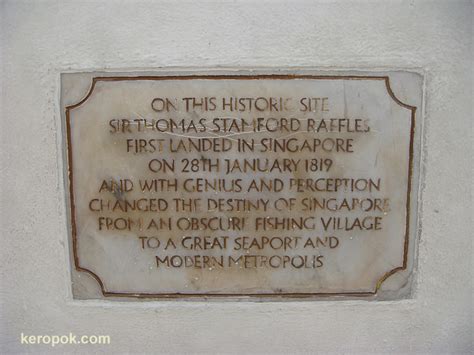 ON THIS HISTORIC SITE
SIR THOMAS STAMFORD RAFFLES
FIRST LANDED IN SINGAPORE
ON 28TH JANUARY 1819
AND WITH GENIUS AND PERCEPTION
CHANGED THE DESTINY OF SINGAPORE
FROM AN OBSCURE FISHING VILLAGE
TO A GREAT SEAPORT AND
MODERN METROPOLIS
keropok.com